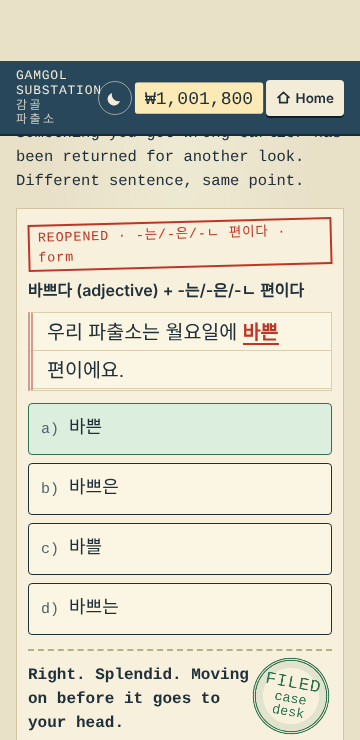 GAMGOL
SUBSTATION
감골
파출소
₩1,001,800
Home
been returned for another look.
Different sentence, same point.
REOPENED · -는/-은/-ㄴ 편이다 ·
form
바쁘다 (adjective) + -는/-은/-ㄴ 편이다
우리 파출소는 월요일에 바쁜
편이에요.
a) 바쁜
b) 바쁘은
c) 바쁠
d) 바쁘는
Right. Splendid. Moving
on before it goes to
your head.
FILED
case
desk